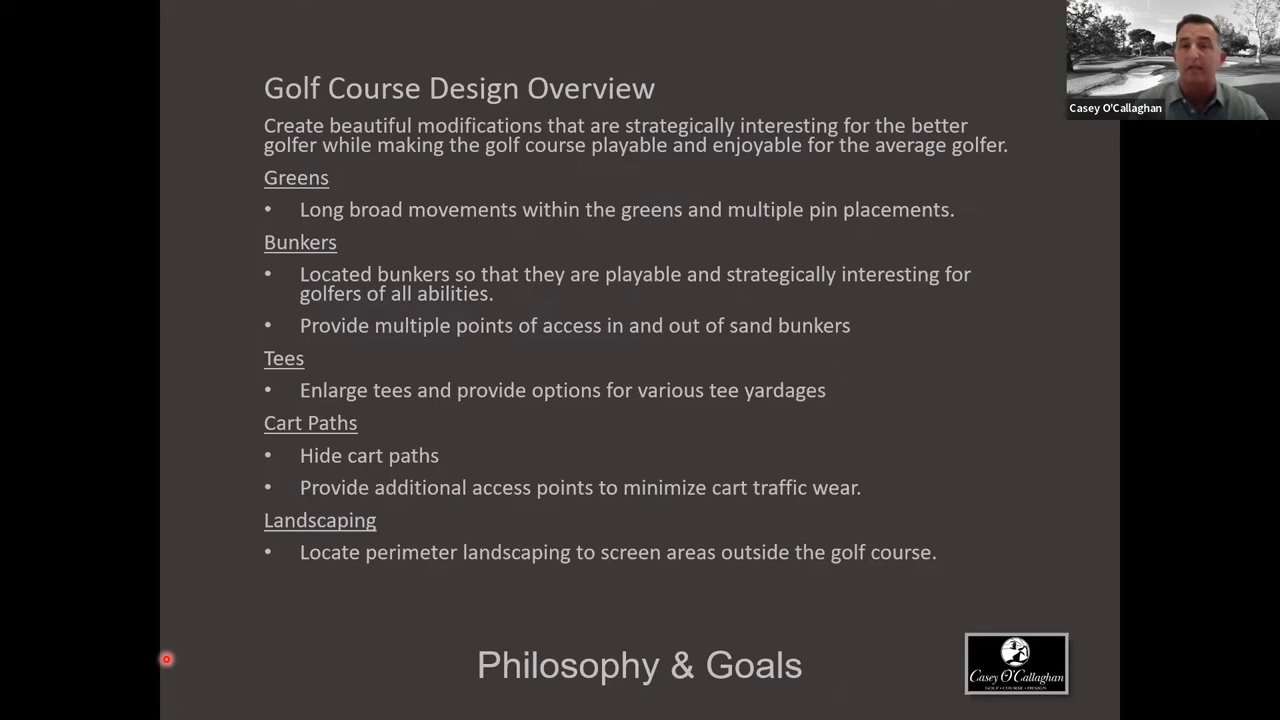 Golf Course Design Overview
Create beautiful modifications that are strategically interesting for the better
golfer while making the golf course playable and enjoyable for the average golfer.
Greens
• Long broad movements within the greens and multiple pin placements.
Bunkers
• Located bunkers so that they are playable and strategically interesting for
golfers of all abilities.
• Provide multiple points of access in and out of sand bunkers
Tees
• Enlarge tees and provide options for various tee yardages
Cart Paths
• Hide cart paths
• Provide additional access points to minimize cart traffic wear.
Landscaping
• Locate perimeter landscaping to screen areas outside the golf course.
Philosophy & Goals
Casey O'Callaghan
GOLF • COURSE • DESIGN
Casey O'Callaghan